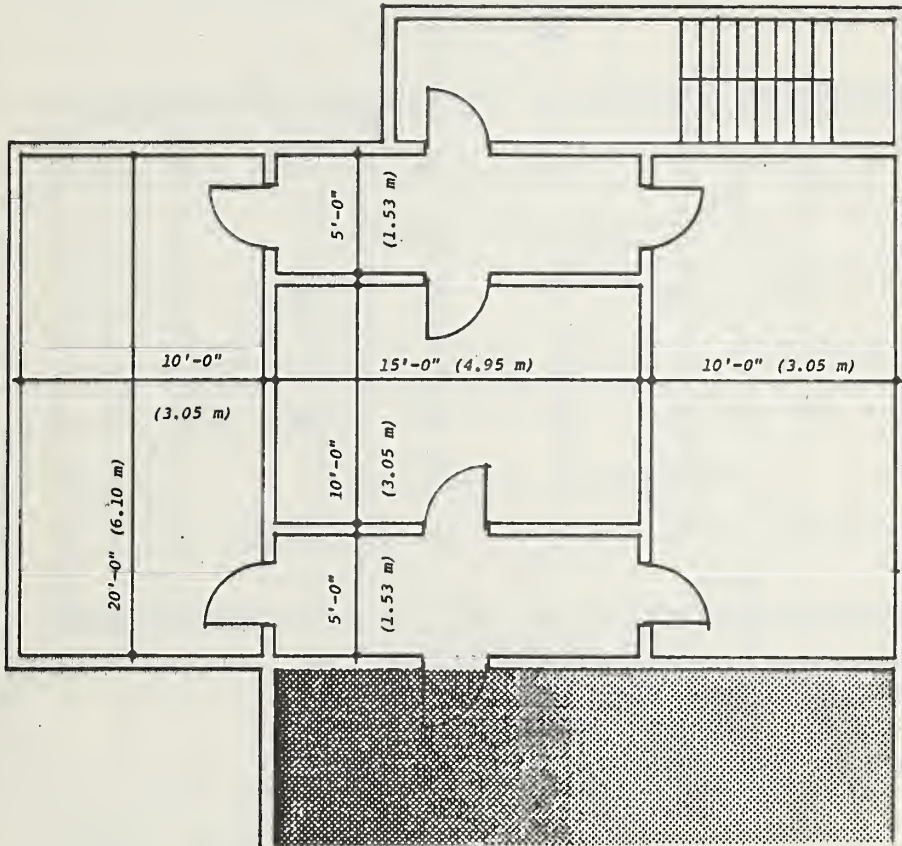 5'-0"
(1.53 m)
10'-0"
(3.05 m)
15'-0" (4.95 m)
10'-0" (3.05 m)
20'-0" (6.10 m)
10'-0"
(3.05 m)
5'-0"
(1.53 m)